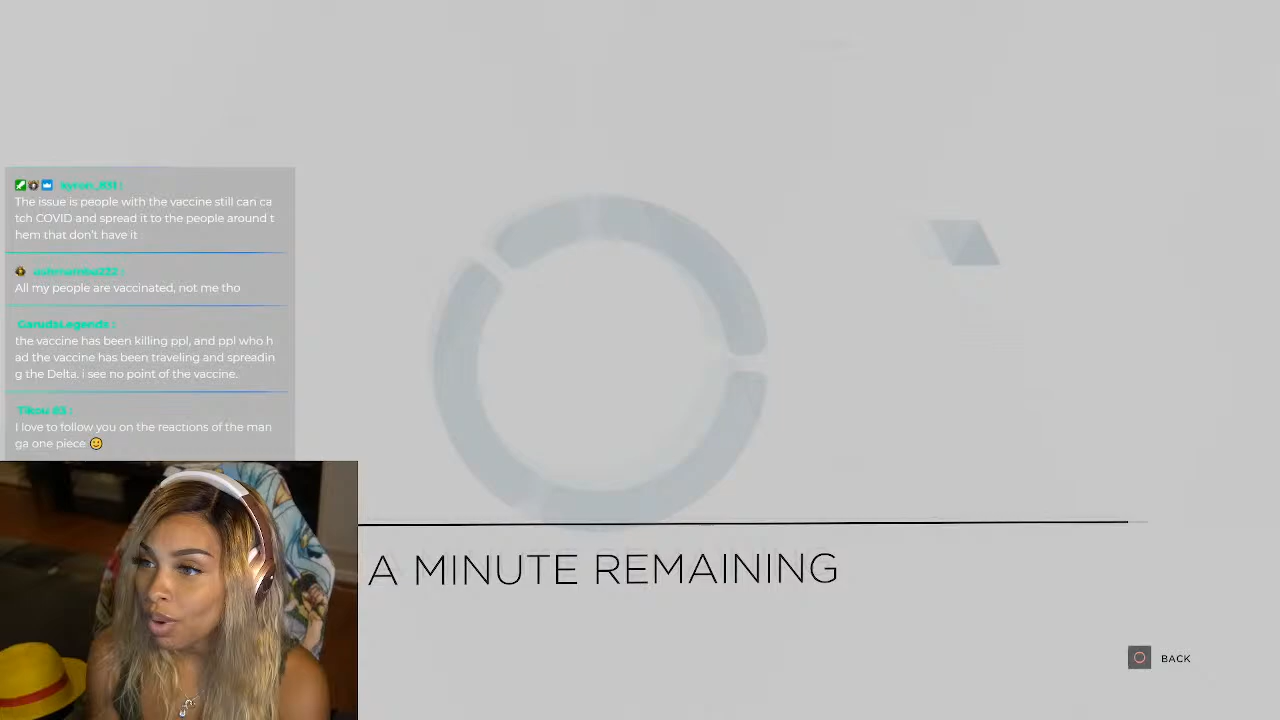 The issue is people with the vaccine still can ca
tch COVID and spread it to the people around t
hem that don't have it
All my people are vaccinated, not me tho
GarudaLegends :
the vaccine has been killing ppl, and ppl who h
ad the vaccine has been traveling and spreadin
g the Delta. i see no point of the vaccine.
Tikou 83 :
I love to follow you on the reactions of the man
ga one piece
A MINUTE REMAINING
BACK